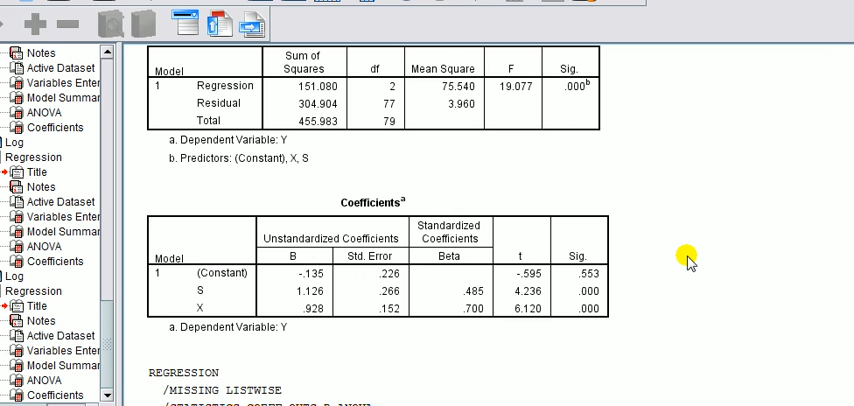 Notes
Active Dataset
Variables Enter
Model Summar
ANOVA
Coefficients
Log
Regression
Title
Notes
Active Dataset
Variables Enter
Model Summar
ANOVA
Coefficients
Log
Regression
Title
Notes
Active Dataset
Variables Enter
Model Summar
ANOVA
Coefficients
Model Sum of Squares df Mean Square F Sig.
1 Regression 151.080 2 75.540 19.077 .000b
Residual 304.904 77 3.960
Total 455.983 79
a. Dependent Variable: Y
b. Predictors: (Constant), X, S
Coefficientsa
Unstandardized Coefficients Standardized Coefficients
Model B Std. Error Beta t Sig.
1 (Constant) -.135 .226 -.595 .553
S 1.126 .266 .485 4.236 .000
X .928 .152 .700 6.120 .000
a. Dependent Variable: Y
REGRESSION
/MISSING LISTWISE